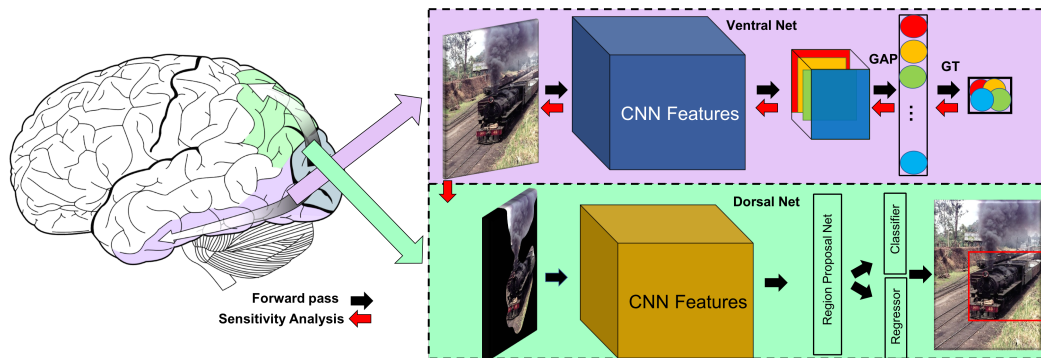 Ventral Net
CNN Features
GAP
GT
...
Dorsal Net
CNN Features
Region Proposal Net
Classifier
Regressor
Forward pass
Sensitivity Analysis